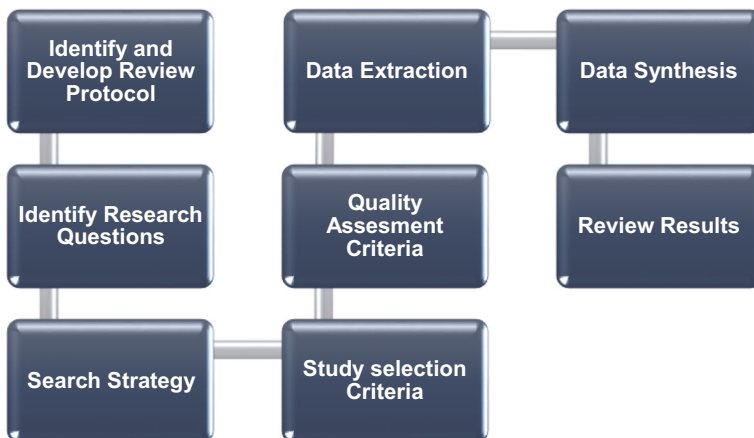 Identify and
Develop Review
Protocol
Identify Research
Questions
Search Strategy
Study selection
Criteria
Quality
Assesment
Criteria
Data Extraction
Data Synthesis
Review Results